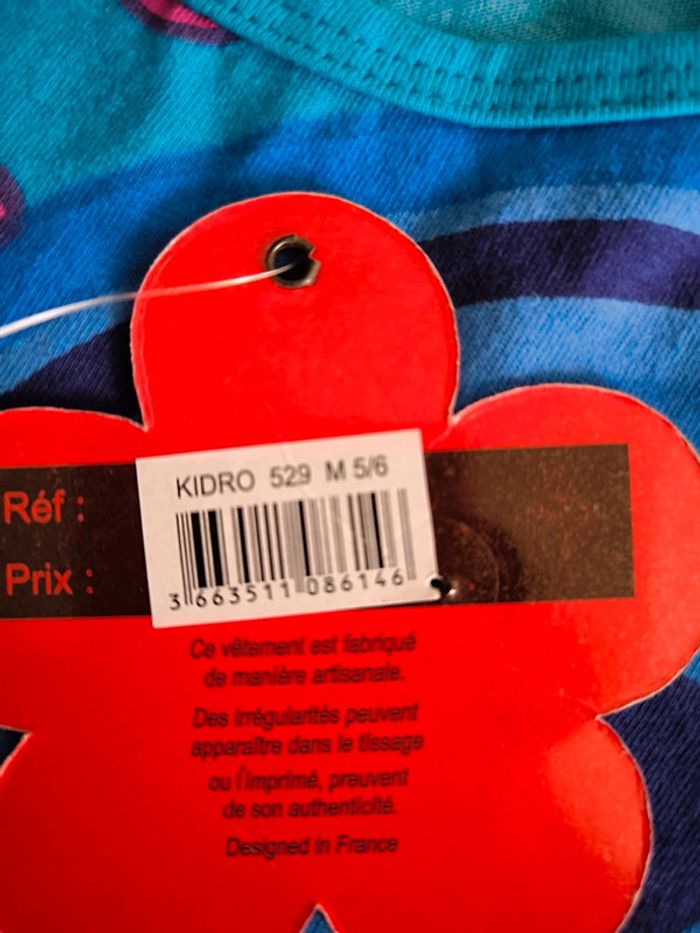 KIDRO 529 M 5/6
Réf :
3 663511 086146
Prix :
Ce vêtement est fabriqué
de manière artisanale.
Des irrégularités peuvent
apparaître dans le tissage
ou l'imprimé, preuvent
de son authenticité.
Designed in France